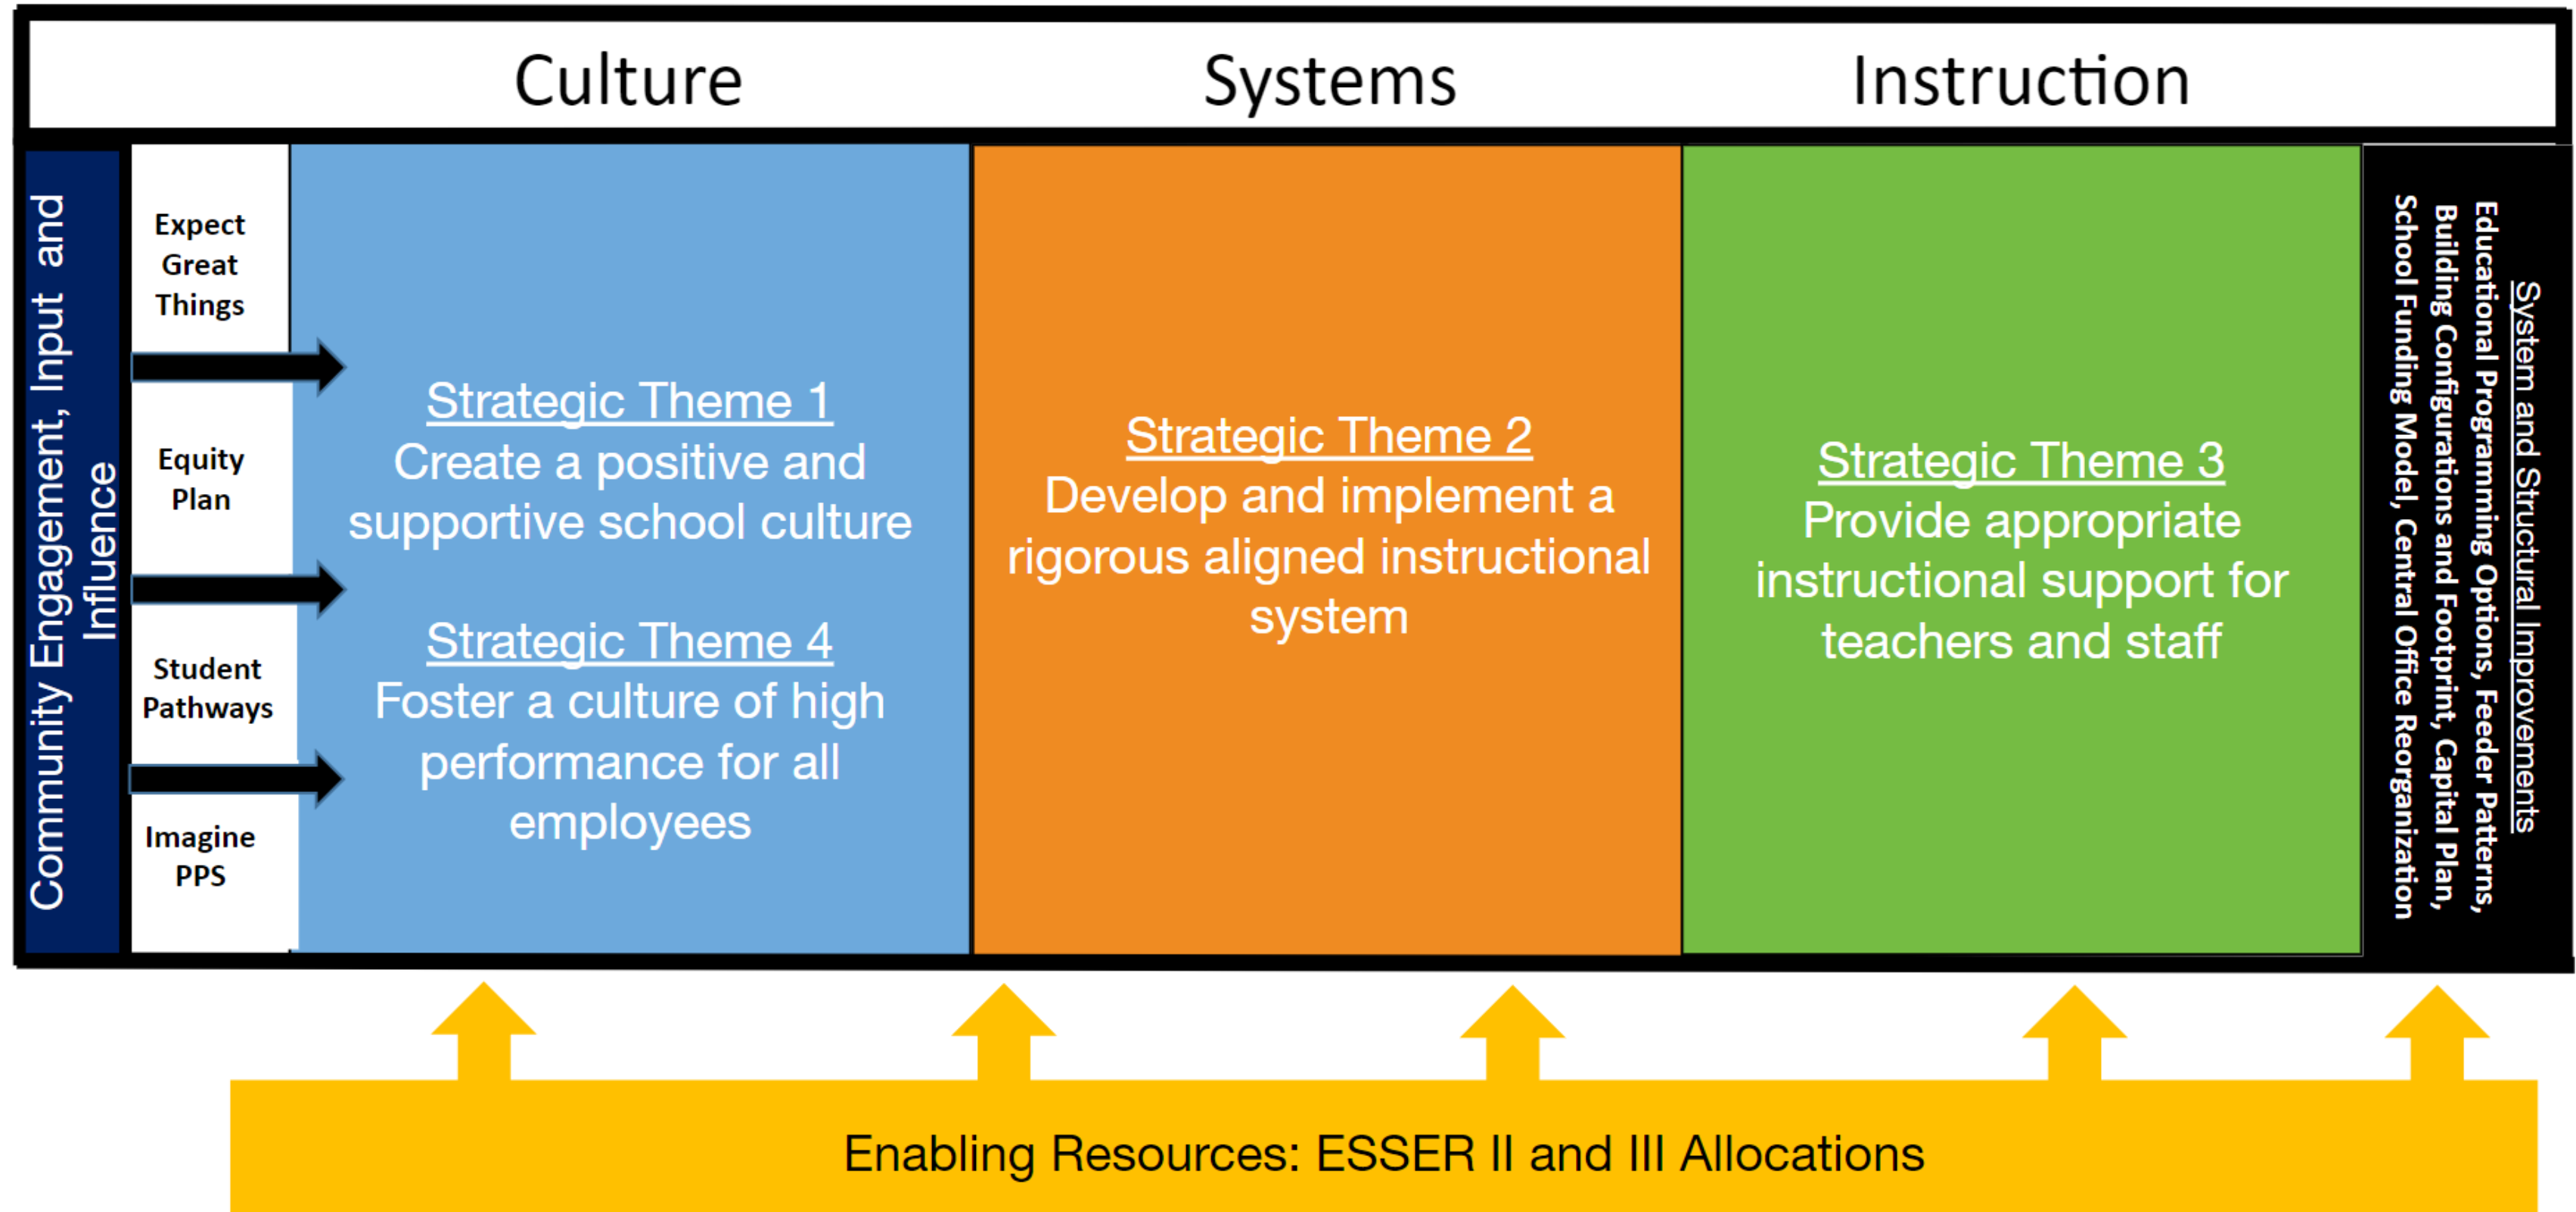 Culture
Systems
Instruction
Community Engagement, Input and
Influence
Expect
Great
Things
Equity
Plan
Student
Pathways
Imagine
PPS
Strategic Theme 1
Create a positive and
supportive school culture
Strategic Theme 4
Foster a culture of high
performance for all
employees
Strategic Theme 2
Develop and implement a
rigorous aligned instructional
system
Strategic Theme 3
Provide appropriate
instructional support for
teachers and staff
System and Structural Improvements
Educational Programming Options, Feeder Patterns,
Building Configurations and Footprint, Capital Plan,
School Funding Model, Central Office Reorganization
Enabling Resources: ESSER II and III Allocations